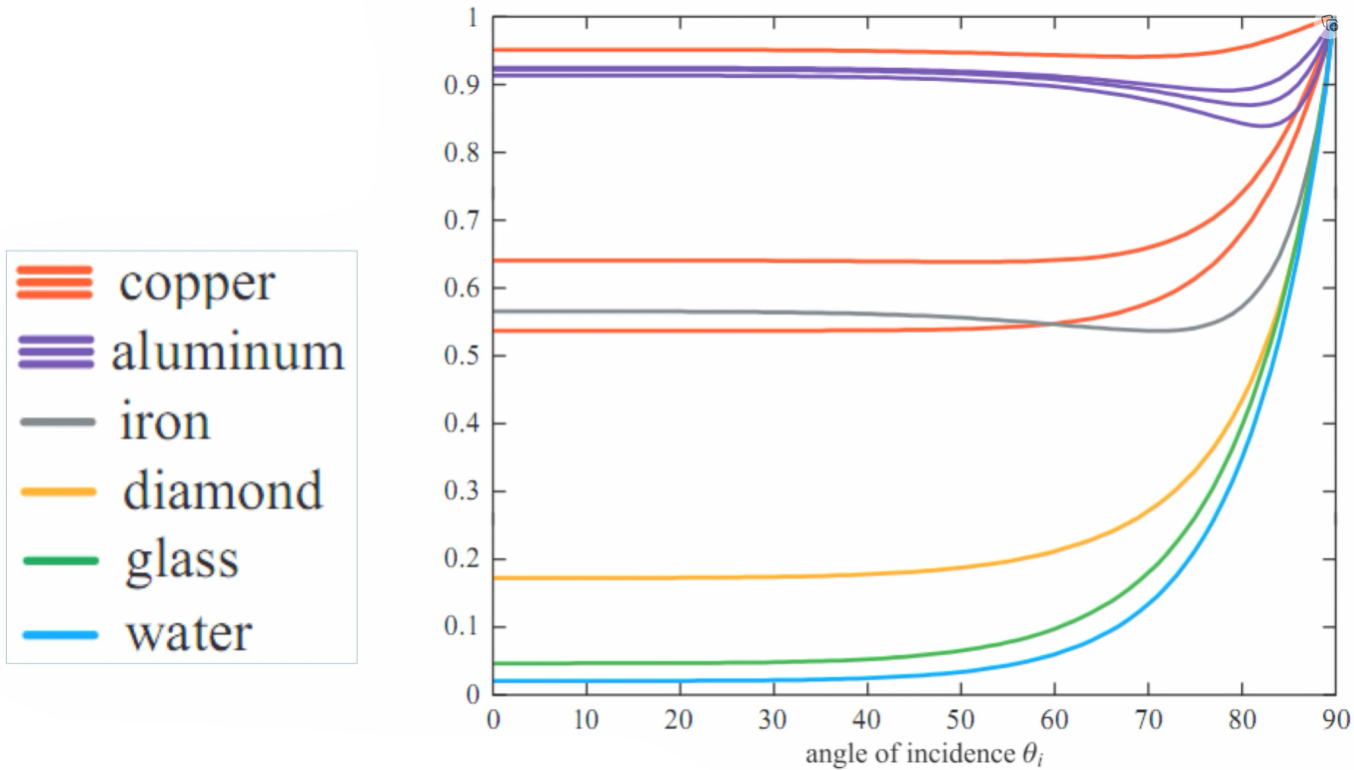 copper
aluminum
iron
diamond
glass
water
1
0.9
0.8
0.7
0.6
0.5
0.4
0.3
0.2
0.1
0
0 10 20 30 40 50 60 70 80 90
angle of incidence θi